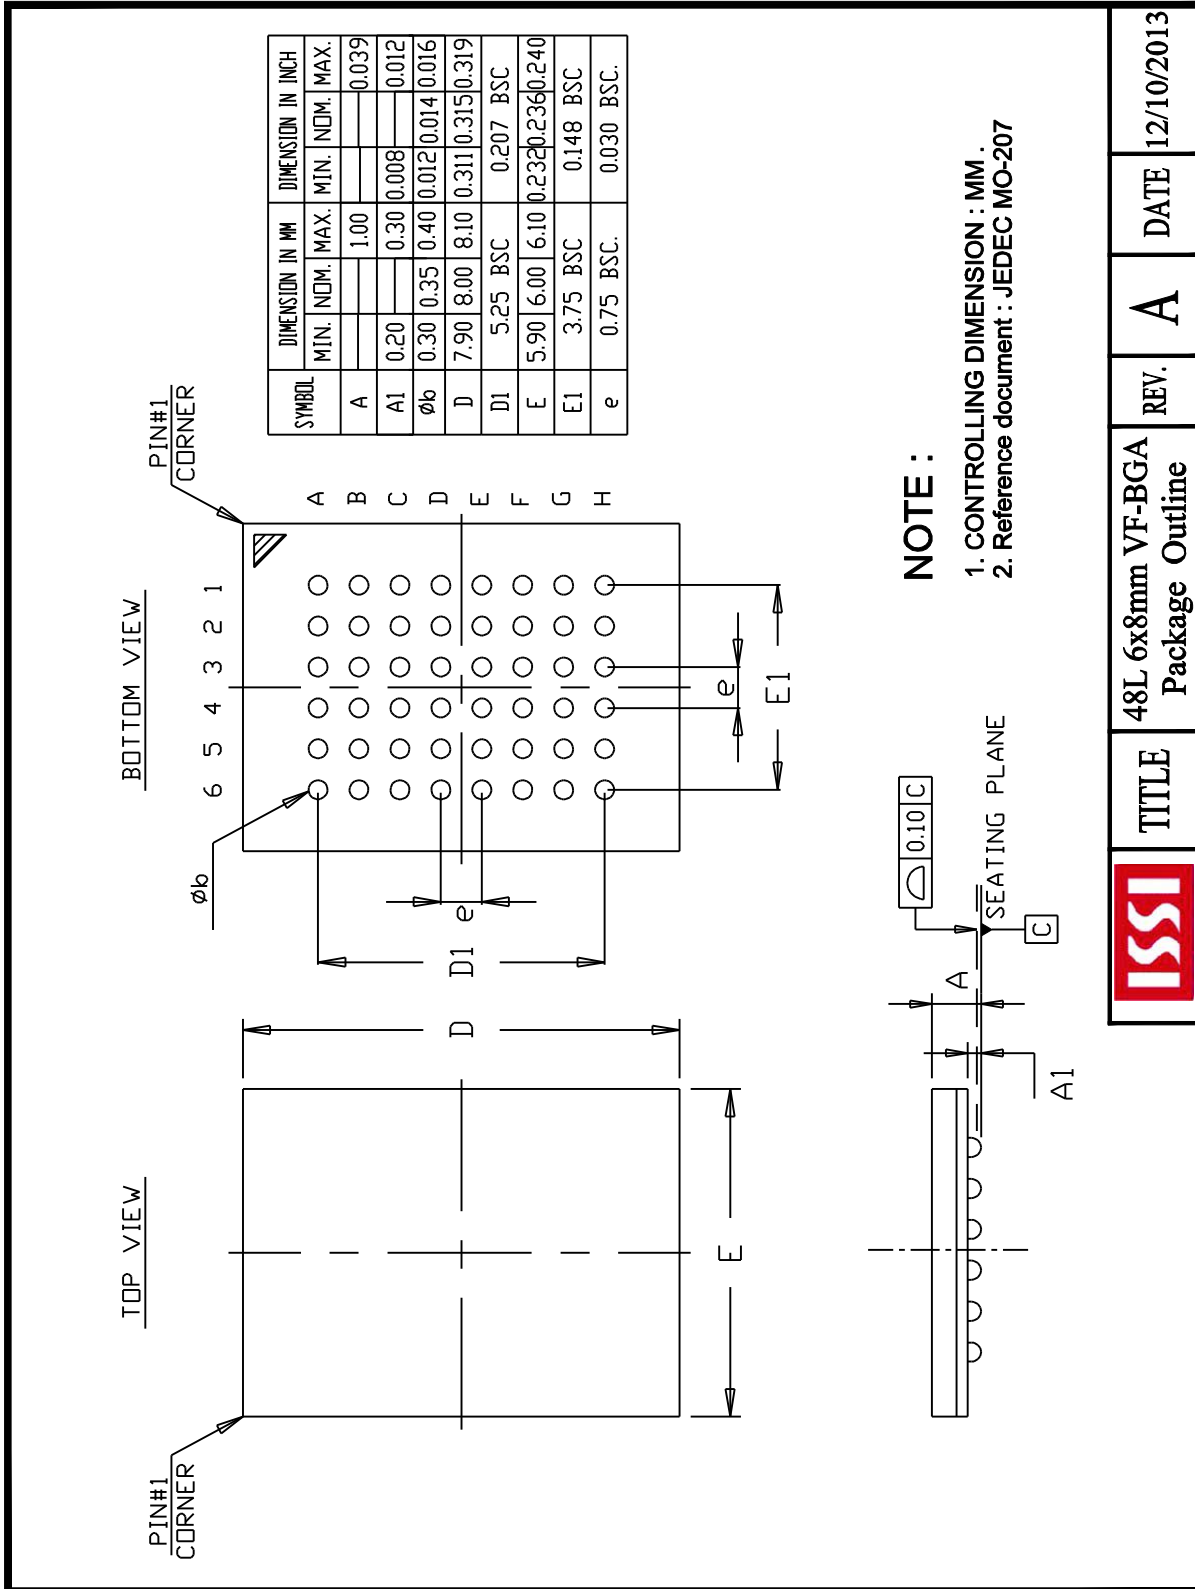 TOP VIEW
PIN#1
CORNER
D
E
BOTTOM VIEW
6 5 4 3 2 1
PIN#1
CORNER
A
B
C
D
E
F
G
H
øb
e
D1
e
E1
SYMBOL DIMENSION IN MM DIMENSION IN INCH
MIN. NOM. MAX. MIN. NOM. MAX.
A 1.00 0.039
A1 0.20 0.30 0.008 0.012
øb 0.30 0.35 0.40 0.012 0.014 0.016
D 7.90 8.00 8.10 0.311 0.315 0.319
D1 5.25 BSC 0.207 BSC
E 5.90 6.00 6.10 0.232 0.236 0.240
E1 3.75 BSC 0.148 BSC
e 0.75 BSC. 0.030 BSC.
A
A1
0.10 C
SEATING PLANE
C
NOTE :
1. CONTROLLING DIMENSION : MM .
2. Reference document : JEDEC MO-207
ISSI
TITLE
48L 6x8mm VF-BGA
Package Outline
REV.
A
DATE
12/10/2013